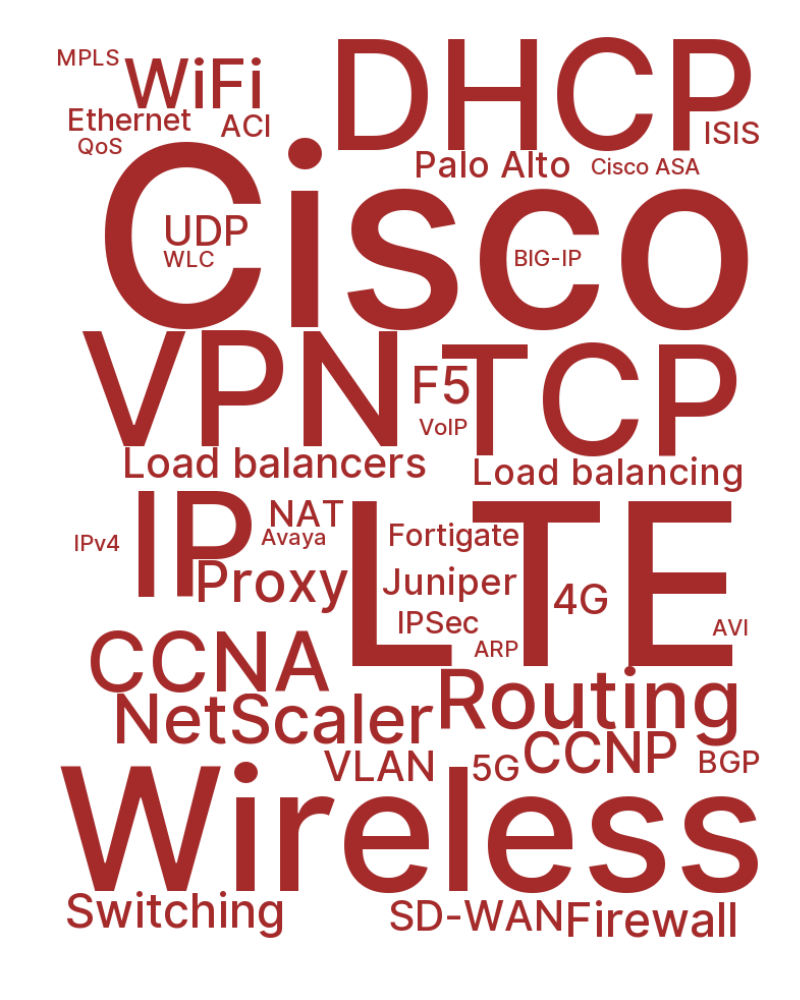 MPLS
WiFi
DHCP
Ethernet
ACI
ISIS
QoS
Palo Alto
Cisco ASA
Cisco
UDP
WLC
BIG-IP
VPN
F5
TCP
VoIP
Load balancers
Load balancing
IP
NAT
LTE
IPv4
Avaya
Fortigate
Proxy
Juniper
4G
IPSec
AVI
ARP
CCNA
Routing
NetScaler
VLAN
5G
CCNP
BGP
Wireless
Switching
SD-WAN
Firewall